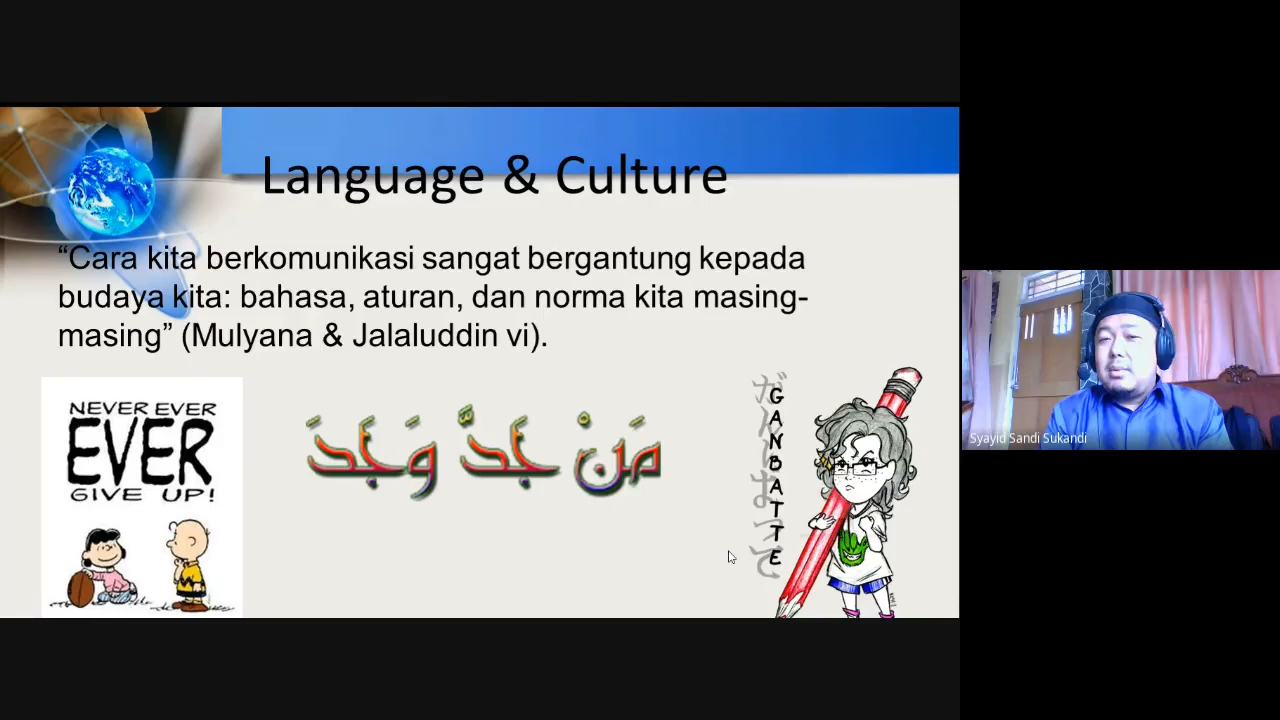 Language & Culture
“Cara kita berkomunikasi sangat bergantung kepada
budaya kita: bahasa, aturan, dan norma kita masing-
masing” (Mulyana & Jalaluddin vi).
NEVER EVER
EVER
GIVE UP!
مَنْ جَدَّ وَجَدَ
がんばって
GANBATTE
Syayid Sandi Sukandi